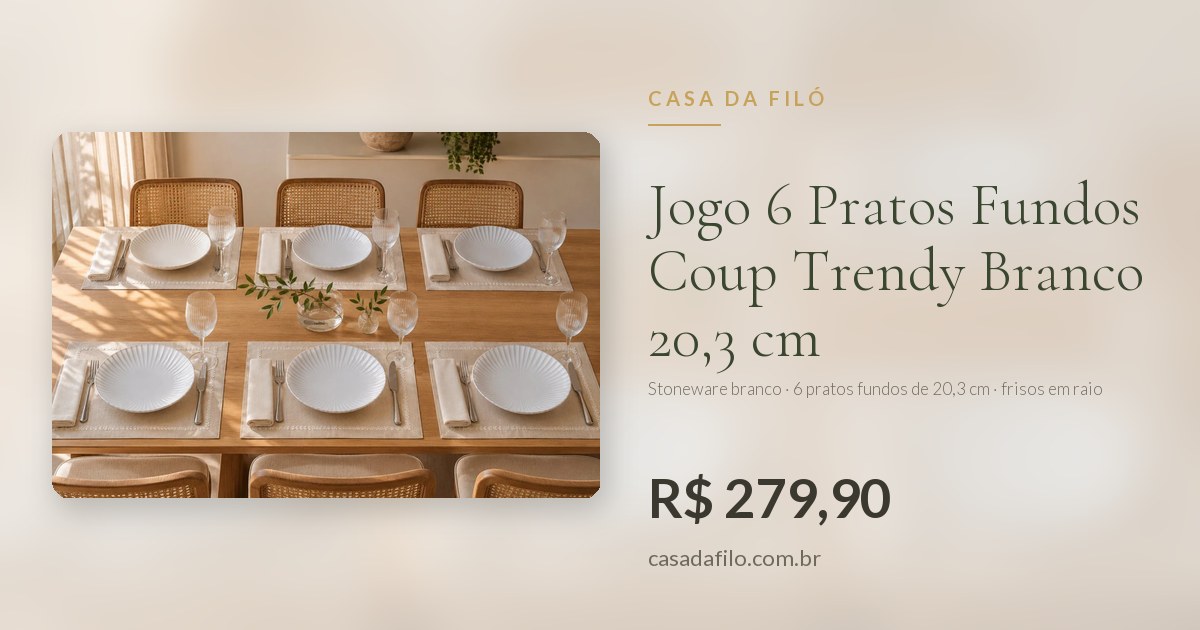 CASA DA FILÓ
Jogo 6 Pratos Fundos
Coup Trendy Branco
20,3 cm
Stoneware branco · 6 pratos fundos de 20,3 cm · frisos em raio
R$ 279,90
casadafilo.com.br